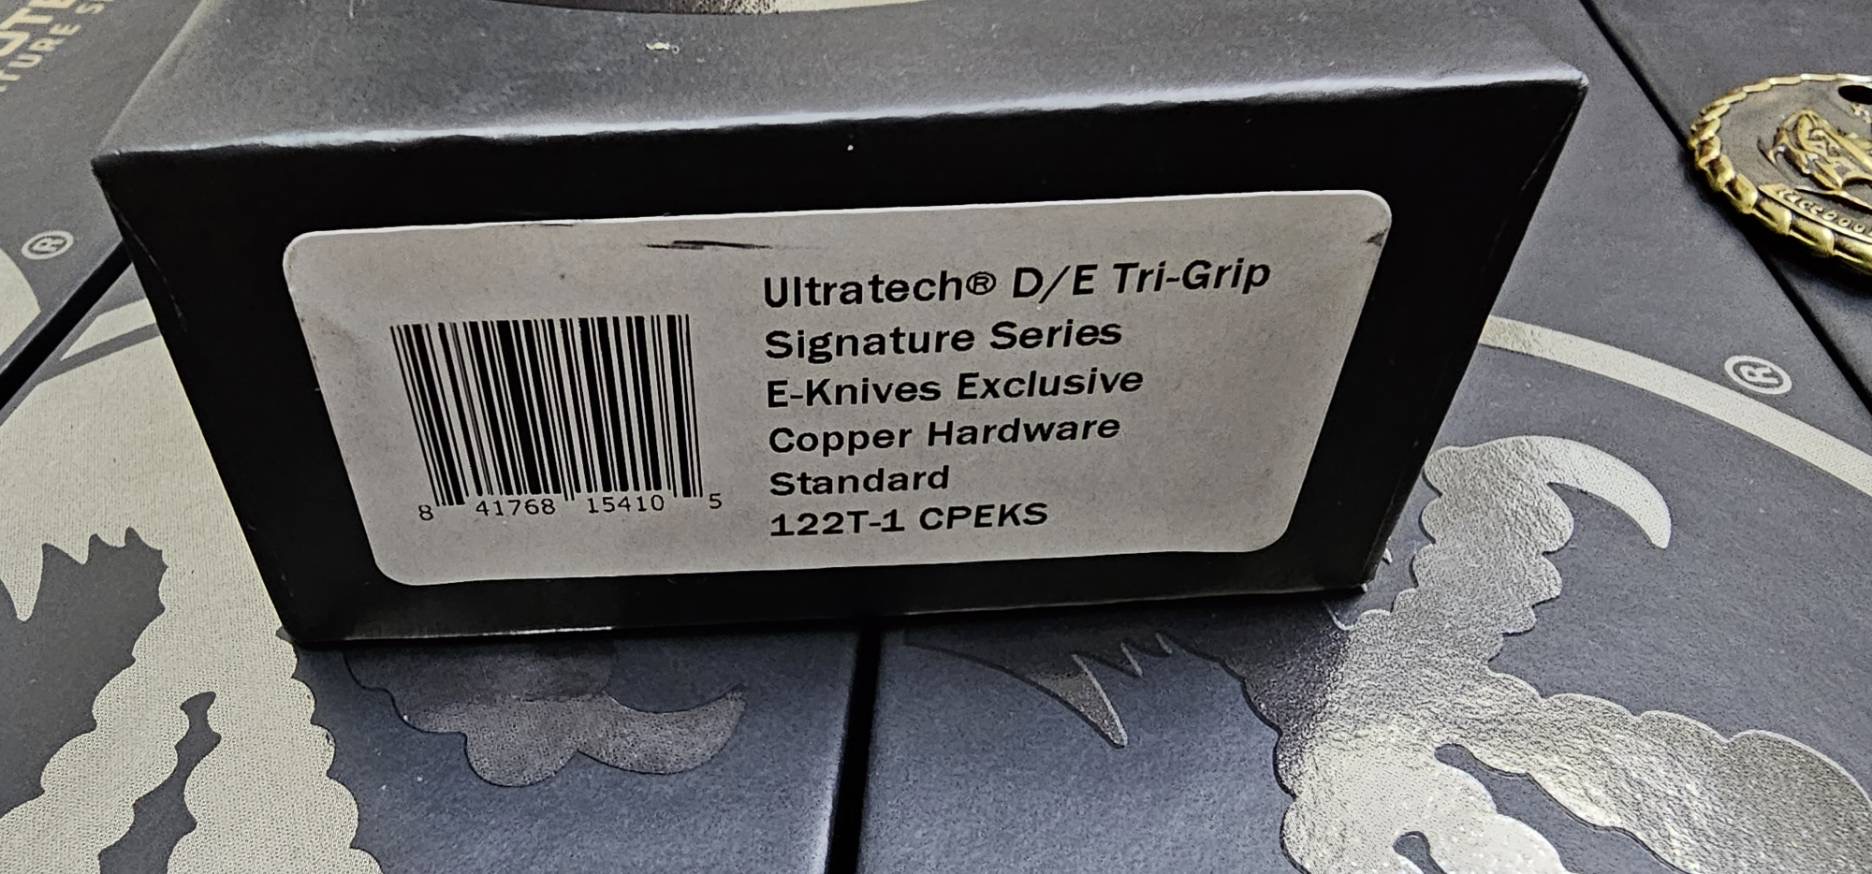 Ultratech® D/E Tri-Grip
Signature Series
E-Knives Exclusive
Copper Hardware
Standard
122T-1 CPEKS
8 41768 15410 5
®
®